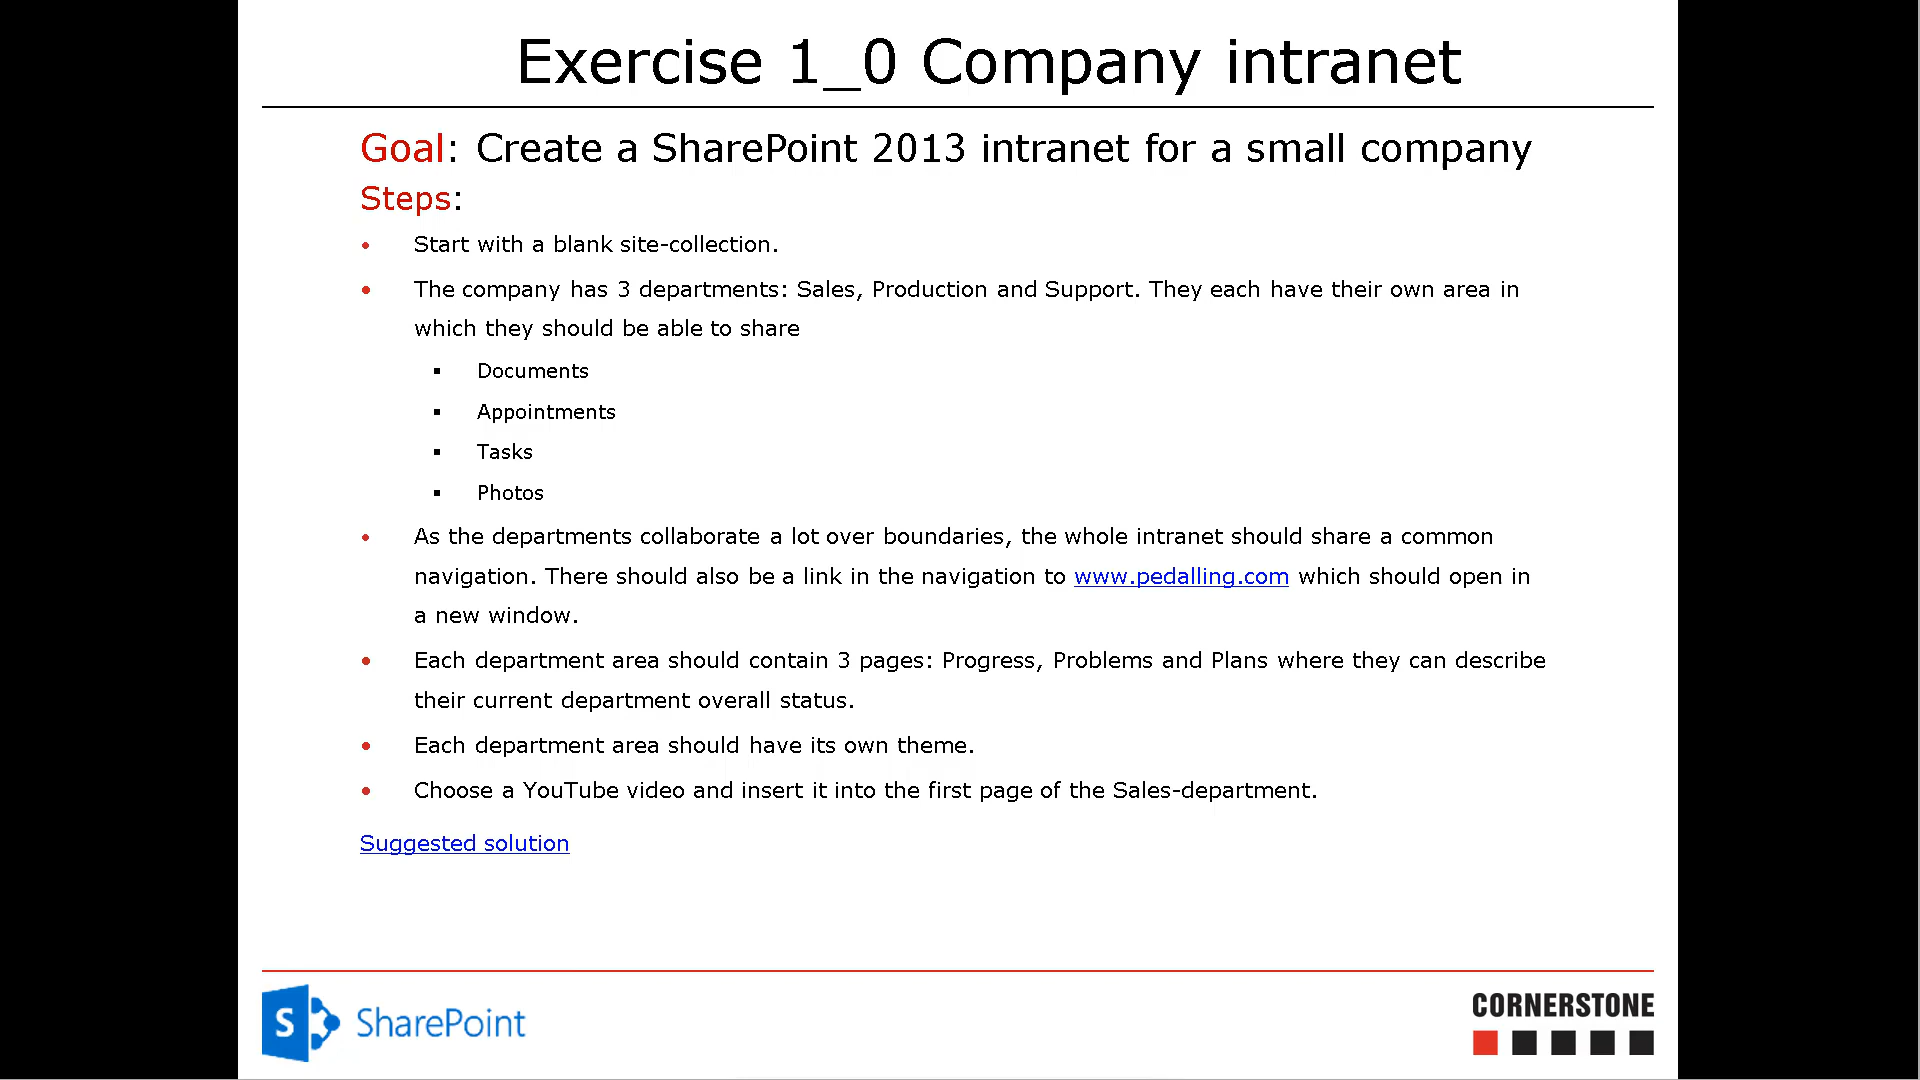 Exercise 1_0 Company intranet
Goal: Create a SharePoint 2013 intranet for a small company
Steps:
• Start with a blank site-collection.
• The company has 3 departments: Sales, Production and Support. They each have their own area in
which they should be able to share
▪ Documents
▪ Appointments
▪ Tasks
▪ Photos
• As the departments collaborate a lot over boundaries, the whole intranet should share a common
navigation. There should also be a link in the navigation to www.pedalling.com which should open in
a new window.
• Each department area should contain 3 pages: Progress, Problems and Plans where they can describe
their current department overall status.
• Each department area should have its own theme.
• Choose a YouTube video and insert it into the first page of the Sales-department.
Suggested solution
S SharePoint
CORNERSTONE